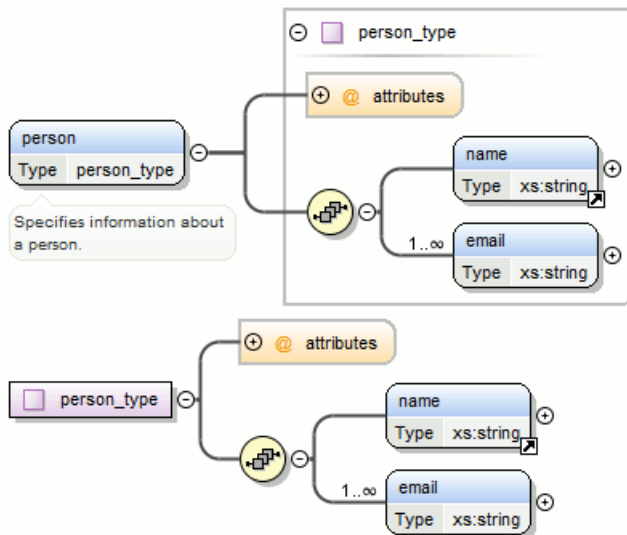 person_type
@ attributes
person
Type person_type
Specifies information about
a person.
name
Type xs:string
1..∞
email
Type xs:string
@ attributes
person_type
name
Type xs:string
1..∞
email
Type xs:string